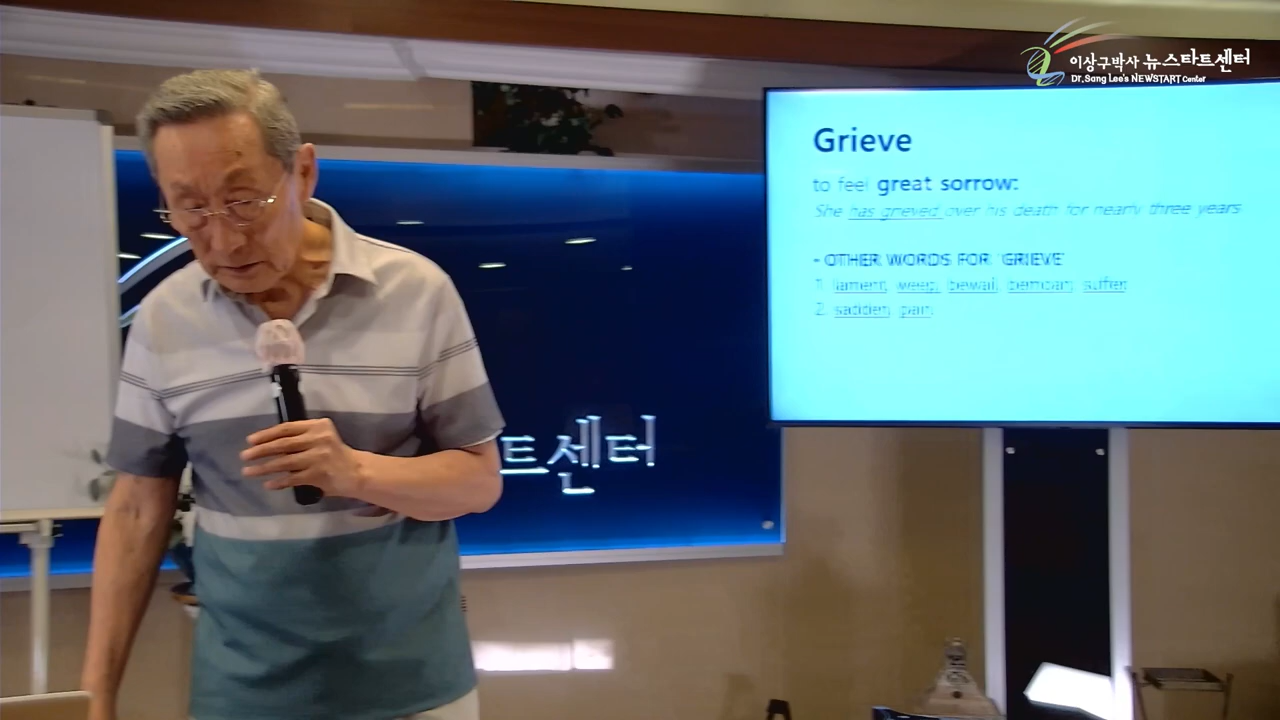 이상구박사 뉴스타트센터
Dr. Sang Lee's NEWSTART Center
Grieve
to feel great sorrow:
She has grieved over his death for nearly three years
- OTHER WORDS FOR 'GRIEVE'
1. lament, weep, bewail, bemoan, suffer
2. sadden, pain
트센터